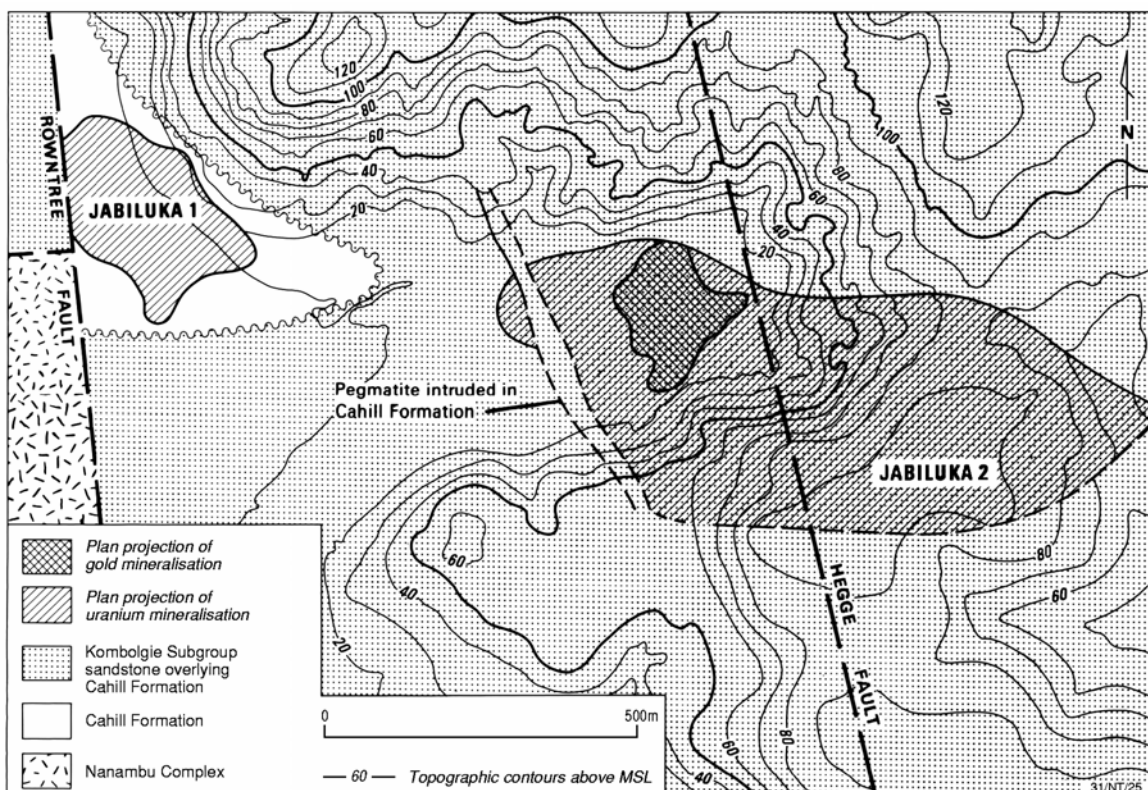 120
100
80
60
40
20
120
100
80
60
40
20
N
ROWNTREE
FAULT
JABILUKA 1
Pegmatite intruded in
Cahill Formation
JABILUKA 2
60
40
20
HEGGE
FAULT
80
60
80
60
40
80
Plan projection of
gold mineralisation
Plan projection of
uranium mineralisation
Kombolgie Subgroup
sandstone overlying
Cahill Formation
Cahill Formation
Nanambu Complex
0 500m
60 Topographic contours above MSL